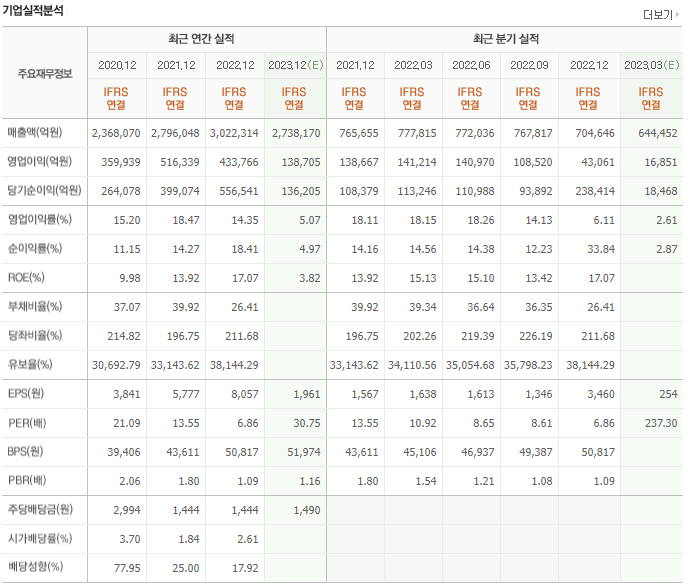 기업실적분석
더보기
주요재무정보 최근 연간 실적 최근 분기 실적
2020.12 2021.12 2022.12 2023.12(E) 2021.12 2022.03 2022.06 2022.09 2022.12 2023.03(E)
IFRS IFRS IFRS IFRS IFRS IFRS IFRS IFRS IFRS IFRS
연결 연결 연결 연결 연결 연결 연결 연결 연결 연결
매출액(억원) 2,368,070 2,796,048 3,022,314 2,738,170 765,655 777,815 772,036 767,817 704,646 644,452
영업이익(억원) 359,939 516,339 433,766 138,705 138,667 141,214 140,970 108,520 43,061 16,851
당기순이익(억원) 264,078 399,074 556,541 136,205 108,379 113,246 110,988 93,892 238,414 18,468
영업이익률(%) 15.20 18.47 14.35 5.07 18.11 18.15 18.26 14.13 6.11 2.61
순이익률(%) 11.15 14.27 18.41 4.97 14.16 14.56 14.38 12.23 33.84 2.87
ROE(%) 9.98 13.92 17.07 3.82 13.92 15.13 15.10 13.42 17.07
부채비율(%) 37.07 39.92 26.41 39.92 39.34 36.64 36.35 26.41
당좌비율(%) 214.82 196.75 211.68 196.75 202.26 219.39 226.19 211.68
유보율(%) 30,692.79 33,143.62 38,144.29 33,143.62 34,110.56 35,054.68 35,798.23 38,144.29
EPS(원) 3,841 5,777 8,057 1,961 1,567 1,638 1,613 1,346 3,460 254
PER(배) 21.09 13.55 6.86 30.75 13.55 10.92 8.65 8.61 6.86 237.30
BPS(원) 39,406 43,611 50,817 51,974 43,611 45,106 46,937 49,387 50,817
PBR(배) 2.06 1.80 1.09 1.16 1.80 1.54 1.21 1.08 1.09
주당배당금(원) 2,994 1,444 1,444 1,490
시가배당률(%) 3.70 1.84 2.61
배당성향(%) 77.95 25.00 17.92